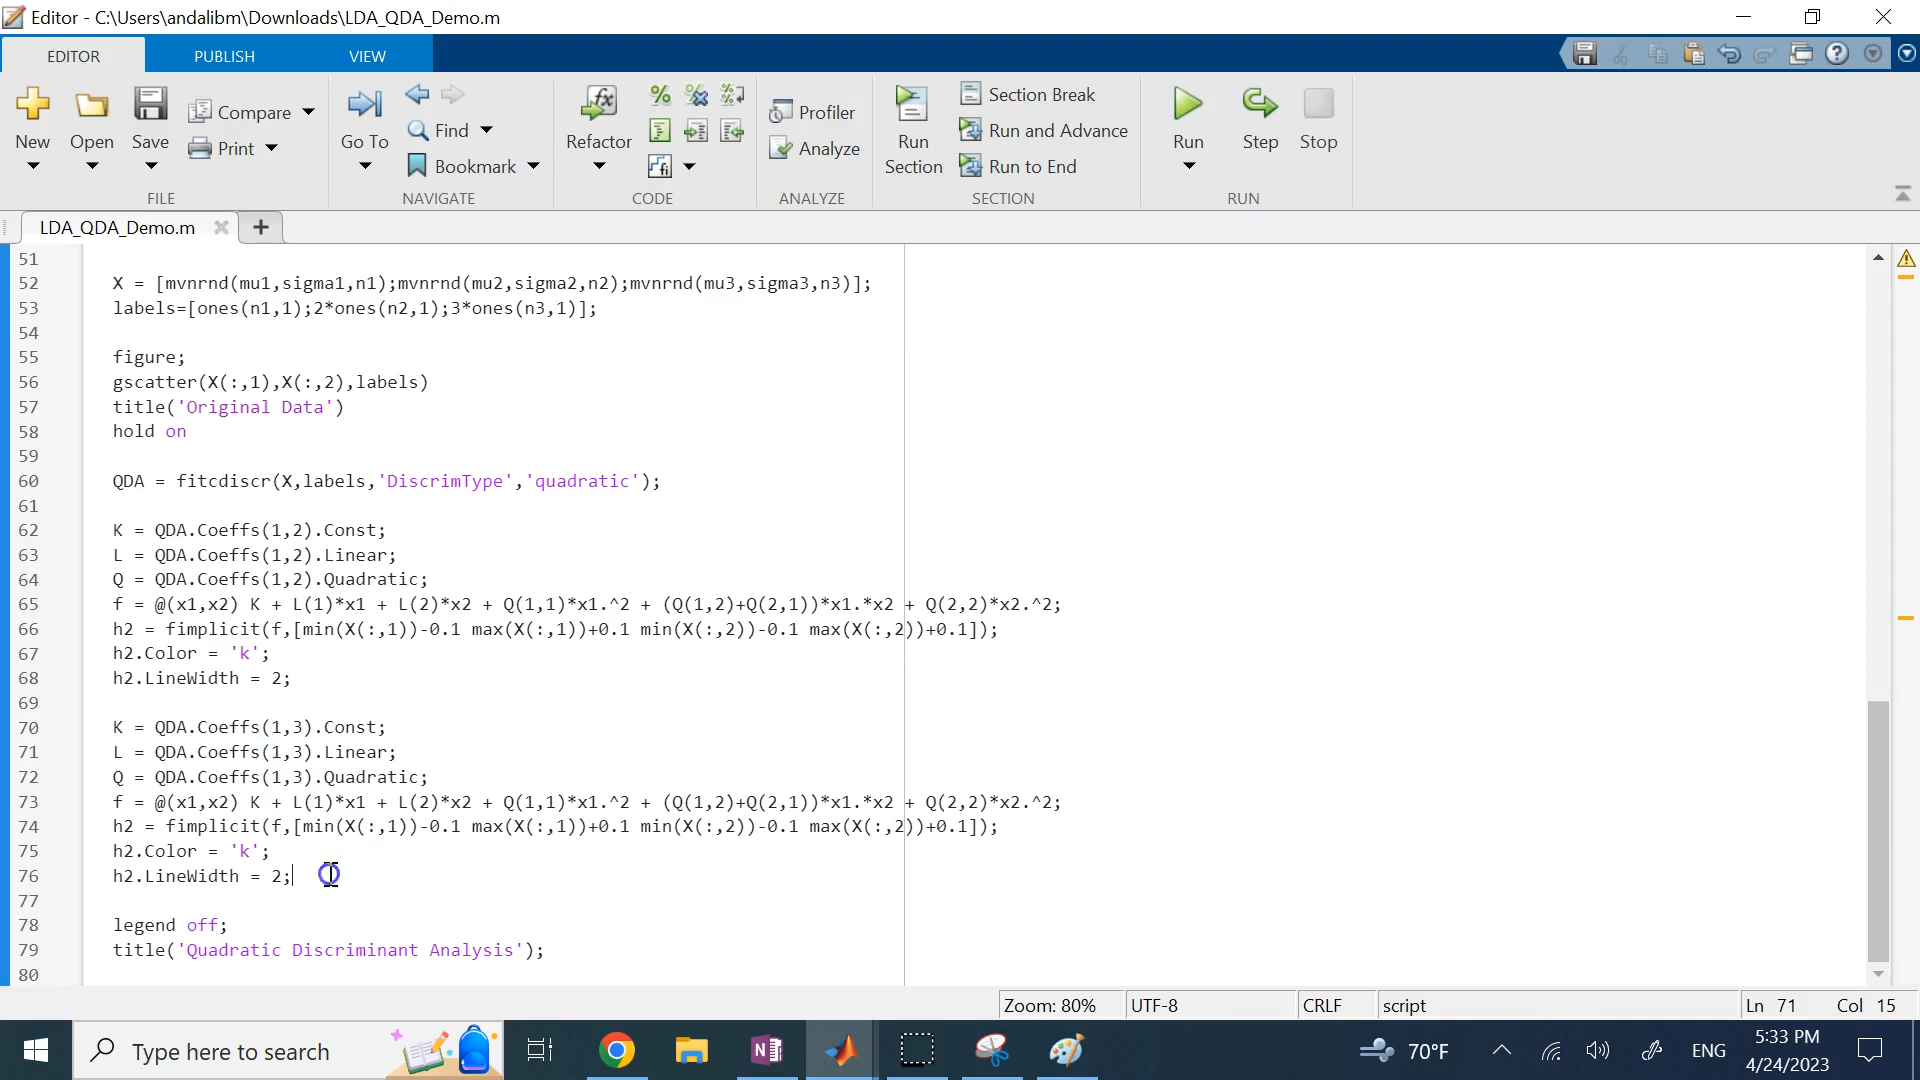 Editor - C:\Users\andalibm\Downloads\LDA_QDA_Demo.m
EDITOR PUBLISH VIEW
New Open Save Compare Print Go To Find Bookmark Refactor Profiler Analyze Run Section Section Break Run and Advance Run to End Run Step Stop
FILE NAVIGATE CODE ANALYZE SECTION RUN
LDA_QDA_Demo.m
51
52 X = [mvnrnd(mu1,sigma1,n1);mvnrnd(mu2,sigma2,n2);mvnrnd(mu3,sigma3,n3)];
53 labels=[ones(n1,1);2*ones(n2,1);3*ones(n3,1)];
54
55 figure;
56 gscatter(X(:,1),X(:,2),labels)
57 title('Original Data')
58 hold on
59
60 QDA = fitcdiscr(X,labels,'DiscrimType','quadratic');
61
62 K = QDA.Coeffs(1,2).Const;
63 L = QDA.Coeffs(1,2).Linear;
64 Q = QDA.Coeffs(1,2).Quadratic;
65 f = @(x1,x2) K + L(1)*x1 + L(2)*x2 + Q(1,1)*x1.^2 + (Q(1,2)+Q(2,1))*x1.*x2 + Q(2,2)*x2.^2;
66 h2 = fimplicit(f,[min(X(:,1))-0.1 max(X(:,1))+0.1 min(X(:,2))-0.1 max(X(:,2))+0.1]);
67 h2.Color = 'k';
68 h2.LineWidth = 2;
69
70 K = QDA.Coeffs(1,3).Const;
71 L = QDA.Coeffs(1,3).Linear;
72 Q = QDA.Coeffs(1,3).Quadratic;
73 f = @(x1,x2) K + L(1)*x1 + L(2)*x2 + Q(1,1)*x1.^2 + (Q(1,2)+Q(2,1))*x1.*x2 + Q(2,2)*x2.^2;
74 h2 = fimplicit(f,[min(X(:,1))-0.1 max(X(:,1))+0.1 min(X(:,2))-0.1 max(X(:,2))+0.1]);
75 h2.Color = 'k';
76 h2.LineWidth = 2;
77
78 legend off;
79 title('Quadratic Discriminant Analysis');
80
Zoom: 80% UTF-8 CRLF script Ln 71 Col 15
Type here to search 70°F ENG 5:33 PM
4/24/2023